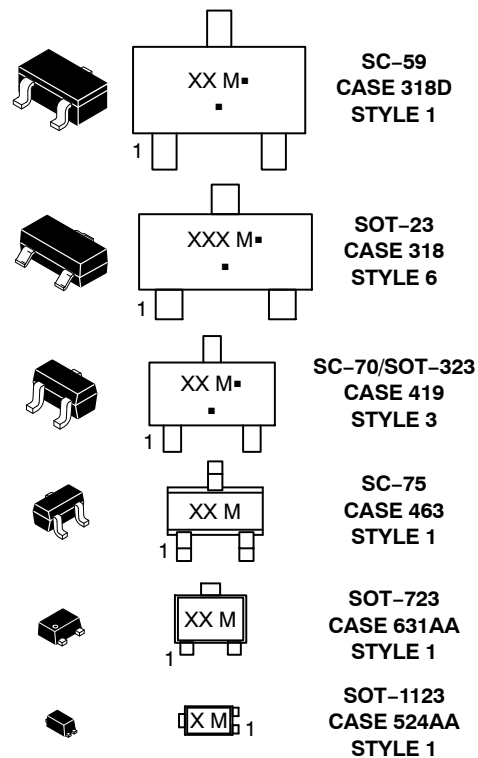 XX M▪
▪
1
SC−59
CASE 318D
STYLE 1
XXX M▪
▪
1
SOT−23
CASE 318
STYLE 6
XX M▪
▪
1
SC−70/SOT−323
CASE 419
STYLE 3
XX M
1
SC−75
CASE 463
STYLE 1
XX M
1
SOT−723
CASE 631AA
STYLE 1
X M
1
SOT−1123
CASE 524AA
STYLE 1